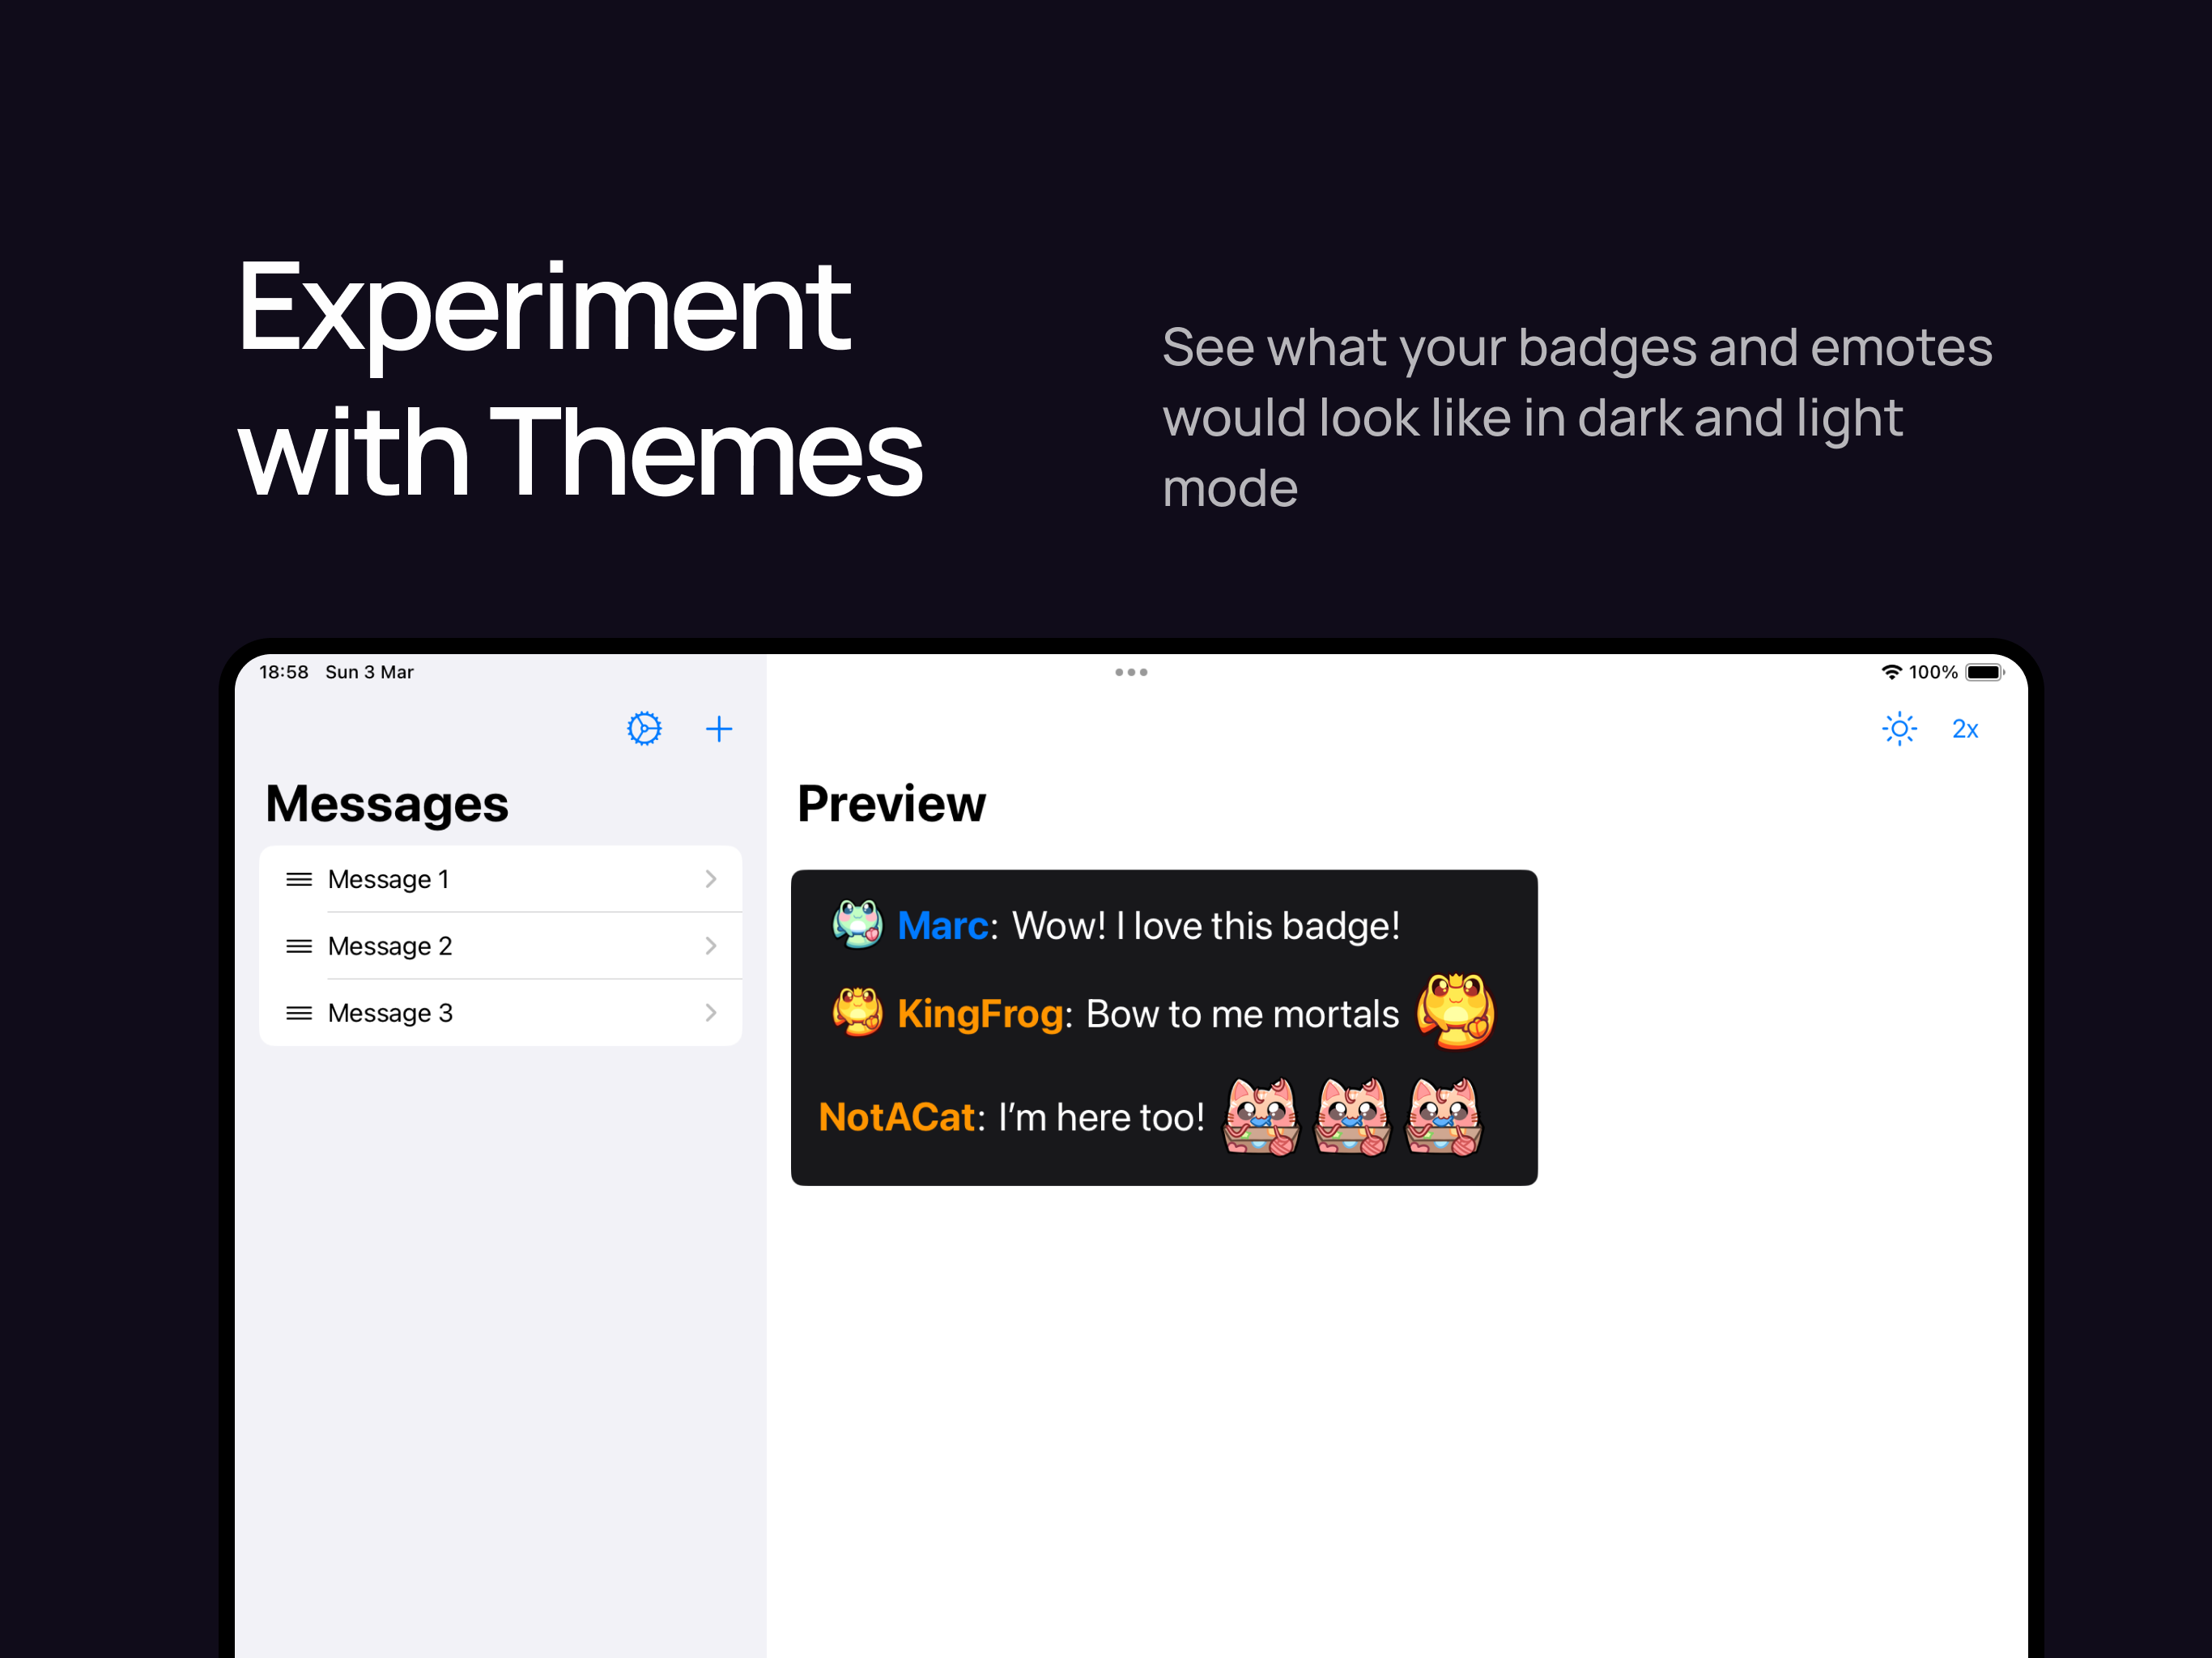 Experiment
with Themes
See what your badges and emotes
would look like in dark and light
mode
18:58 Sun 3 Mar
100%
2x
Messages
Message 1
Message 2
Message 3
Preview
Marc: Wow! I love this badge!
KingFrog: Bow to me mortals
NotACat: I’m here too!